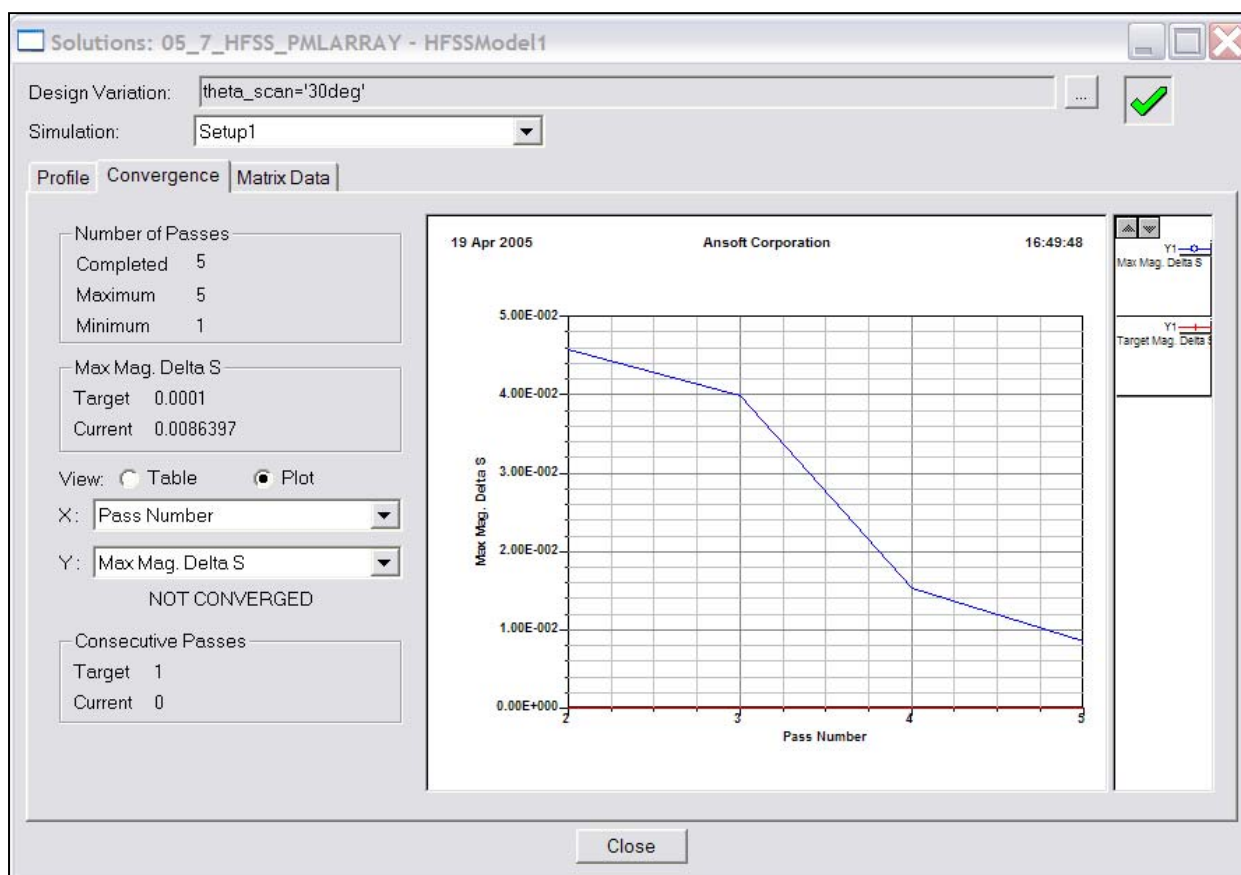 Solutions: 05_7_HFSS_PMLARRAY - HFSSModel1
Design Variation: theta_scan='30deg' ...
Simulation: Setup1
Profile Convergence Matrix Data
Number of Passes
Completed 5
Maximum 5
Minimum 1
Max Mag. Delta S
Target 0.0001
Current 0.0086397
View: Table Plot
X: Pass Number
Y: Max Mag. Delta S
NOT CONVERGED
Consecutive Passes
Target 1
Current 0
19 Apr 2005 Ansoft Corporation 16:49:48
5.00E-002
4.00E-002
3.00E-002
2.00E-002
1.00E-002
0.00E+000
Max Mag. Delta S
2 3 4 5
Pass Number
Y1
Max Mag. Delta S
Y1
Target Mag. Delta
Close